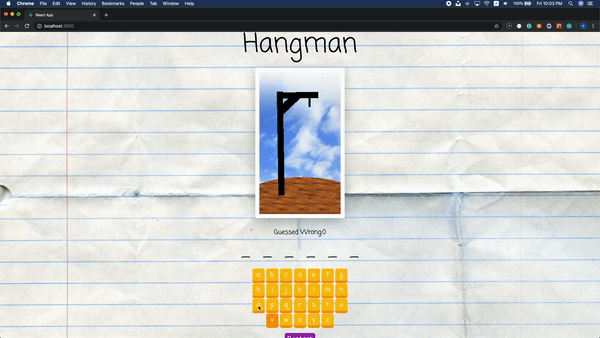 Chrome File Edit View History Bookmarks People Tab Window Help
100% Fri 10:03 PM
React App
localhost:3000
Hangman
Guessed Wrong:0
a b c d e f g
h i j k l m n
o p q r s t u
v w x y z